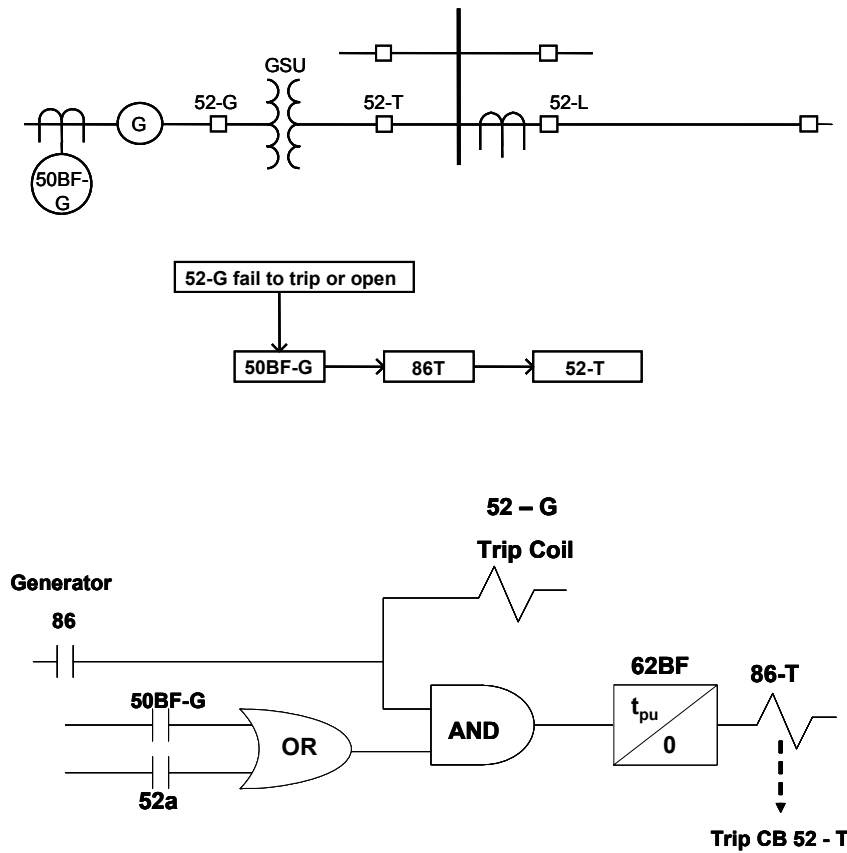 GSU
52-G
52-T
52-L
G
50BF-
G
52-G fail to trip or open
50BF-G
86T
52-T
52 – G
Trip Coil
Generator
86
50BF-G
52a
OR
AND
62BF
tpu
0
86-T
Trip CB 52 - T